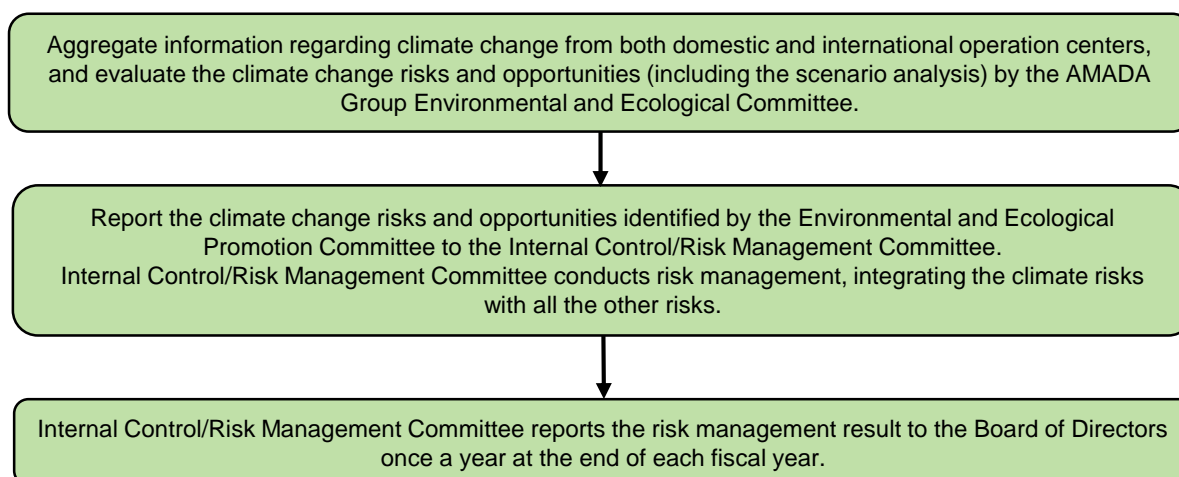 Aggregate information regarding climate change from both domestic and international operation centers,
and evaluate the climate change risks and opportunities (including the scenario analysis) by the AMADA
Group Environmental and Ecological Committee.
Report the climate change risks and opportunities identified by the Environmental and Ecological
Promotion Committee to the Internal Control/Risk Management Committee.
Internal Control/Risk Management Committee conducts risk management, integrating the climate risks
with all the other risks.
Internal Control/Risk Management Committee reports the risk management result to the Board of Directors
once a year at the end of each fiscal year.